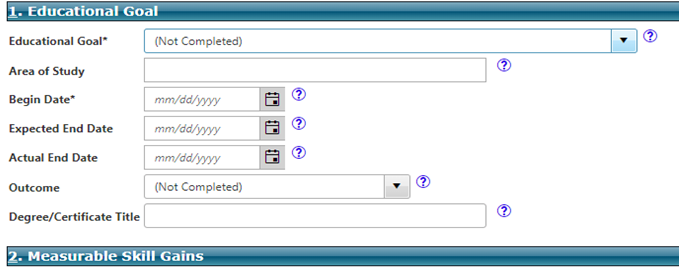 1. Educational Goal
Educational Goal* (Not Completed) ?
Area of Study ?
Begin Date* mm/dd/yyyy ?
Expected End Date mm/dd/yyyy ?
Actual End Date mm/dd/yyyy ?
Outcome (Not Completed) ?
Degree/Certificate Title ?
2. Measurable Skill Gains